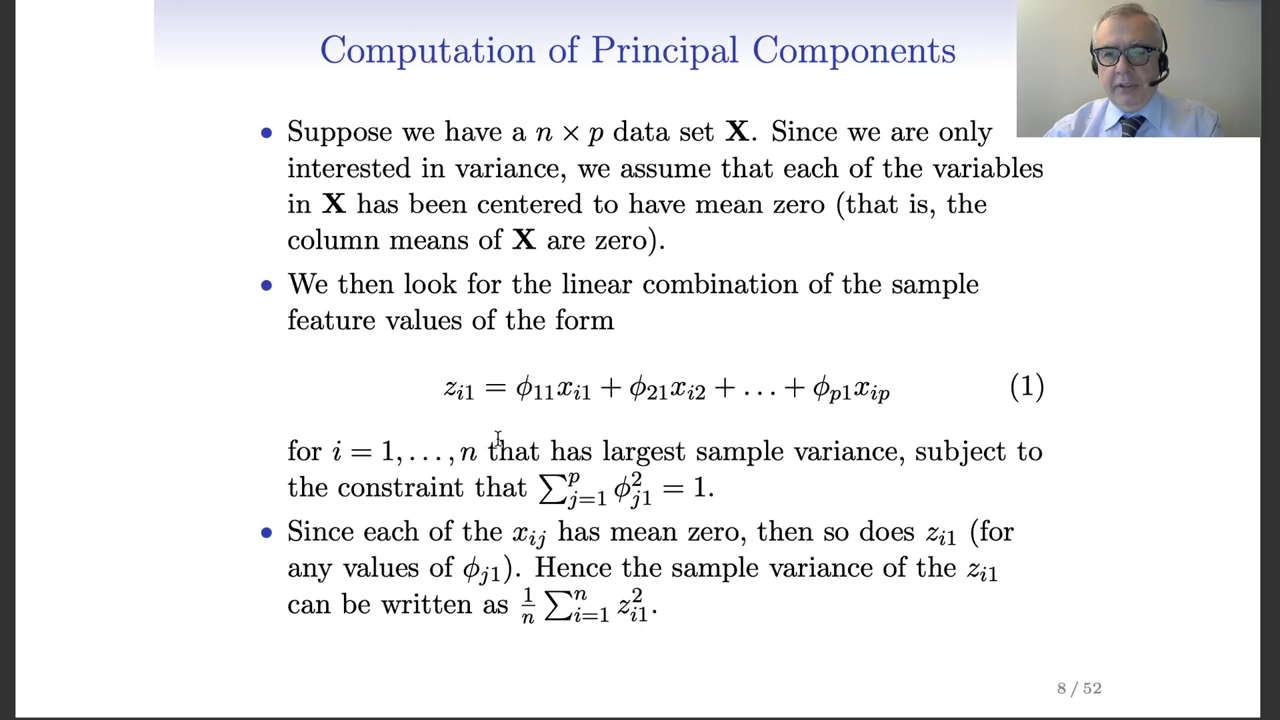 Computation of Principal Components
• Suppose we have a n × p data set X. Since we are only
interested in variance, we assume that each of the variables
in X has been centered to have mean zero (that is, the
column means of X are zero).
• We then look for the linear combination of the sample
feature values of the form
z_{i1} = ϕ_{11}x_{i1} + ϕ_{21}x_{i2} + . . . + ϕ_{p1}x_{ip} (1)
for i = 1, . . . , n that has largest sample variance, subject to
the constraint that ∑_{j=1}^{p} ϕ_{j1}^{2} = 1.
• Since each of the x_{ij} has mean zero, then so does z_{i1} (for
any values of ϕ_{j1}). Hence the sample variance of the z_{i1}
can be written as \frac{1}{n} ∑_{i=1}^{n} z_{i1}^{2}.
8 / 52